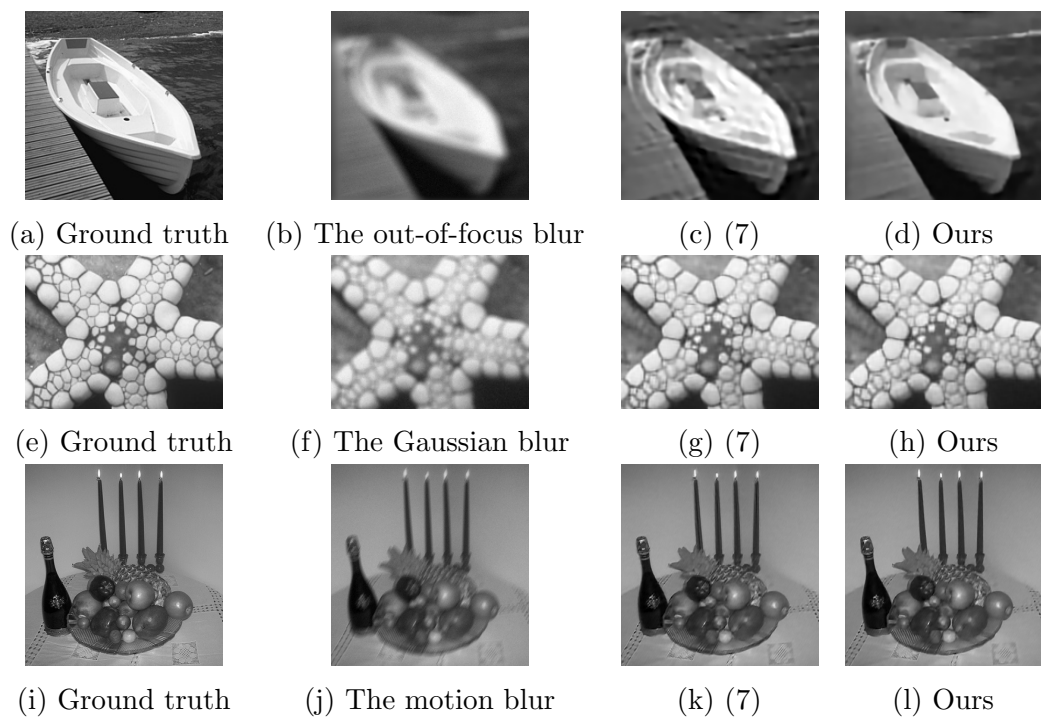 (a) Ground truth
(b) The out-of-focus blur
(c) (7)
(d) Ours
(e) Ground truth
(f) The Gaussian blur
(g) (7)
(h) Ours
(i) Ground truth
(j) The motion blur
(k) (7)
(l) Ours